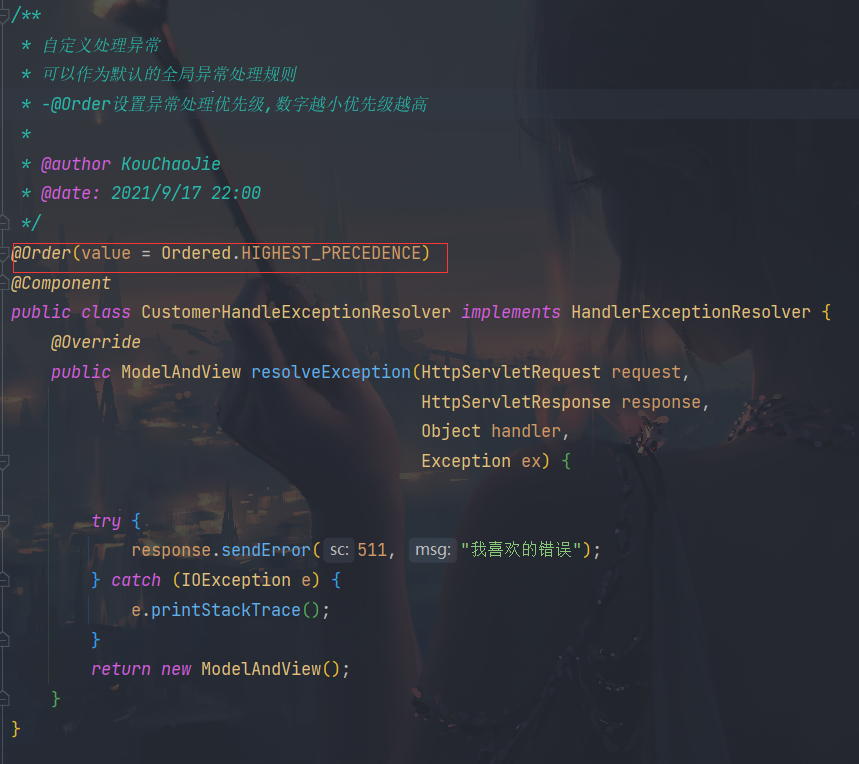 /**
 * 自定义处理异常
 * 可以作为默认的全局异常处理规则
 * -@Order设置异常处理优先级,数字越小优先级越高
 *
 * @author KouChaoJie
 * @date: 2021/9/17 22:00
 */
@Order(value = Ordered.HIGHEST_PRECEDENCE)
@Component
public class CustomerHandleExceptionResolver implements HandlerExceptionResolver {
    @Override
    public ModelAndView resolveException(HttpServletRequest request,
                                         HttpServletResponse response,
                                         Object handler,
                                         Exception ex) {
        try {
            response.sendError( sc: 511, msg: "我喜欢的错误");
        } catch (IOException e) {
            e.printStackTrace();
        }
        return new ModelAndView();
    }
}